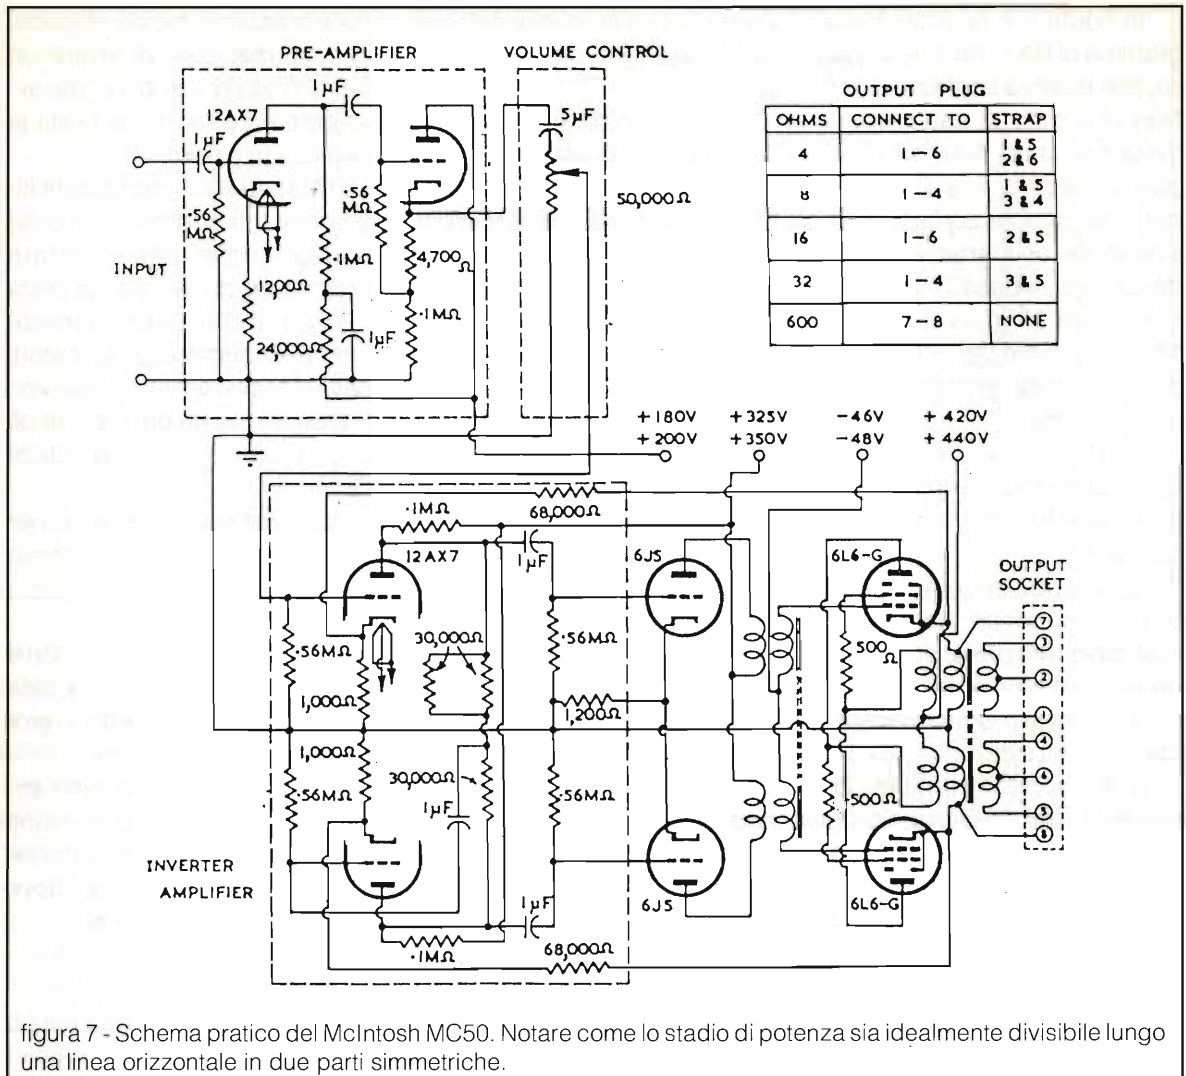 PRE-AMPLIFIER
VOLUME CONTROL
1µF
12AX7
1µF
·56
MΩ
INPUT
1200Ω
24,000Ω
·1MΩ
1µF
·56
MΩ
4,700Ω
·1MΩ
·5µF
50,000Ω
OUTPUT PLUG
OHMS CONNECT TO STRAP
4 1-6 1 & 5 2 & 6
8 1-4 1 & 5 3 & 4
16 1-6 2 & 5
32 1-4 3 & 5
600 7-8 NONE
+180V +325V -46V +420V
+200V +350V -48V +440V
·1MΩ
68,000Ω
12AX7
1µF
6J5
6L6-G
OUTPUT
SOCKET
·56MΩ
30,000Ω
·56MΩ
500
Ω
1,000Ω
1,200Ω
1,000Ω
30,000Ω
·56MΩ
1µF
·56MΩ
500Ω
7
3
2
1
4
6
5
8
INVERTER
AMPLIFIER
1µF
6J5
6L6-G
·1MΩ
68,000Ω
figura 7 - Schema pratico del McIntosh MC50. Notare come lo stadio di potenza sia idealmente divisibile lungo
una linea orizzontale in due parti simmetriche.